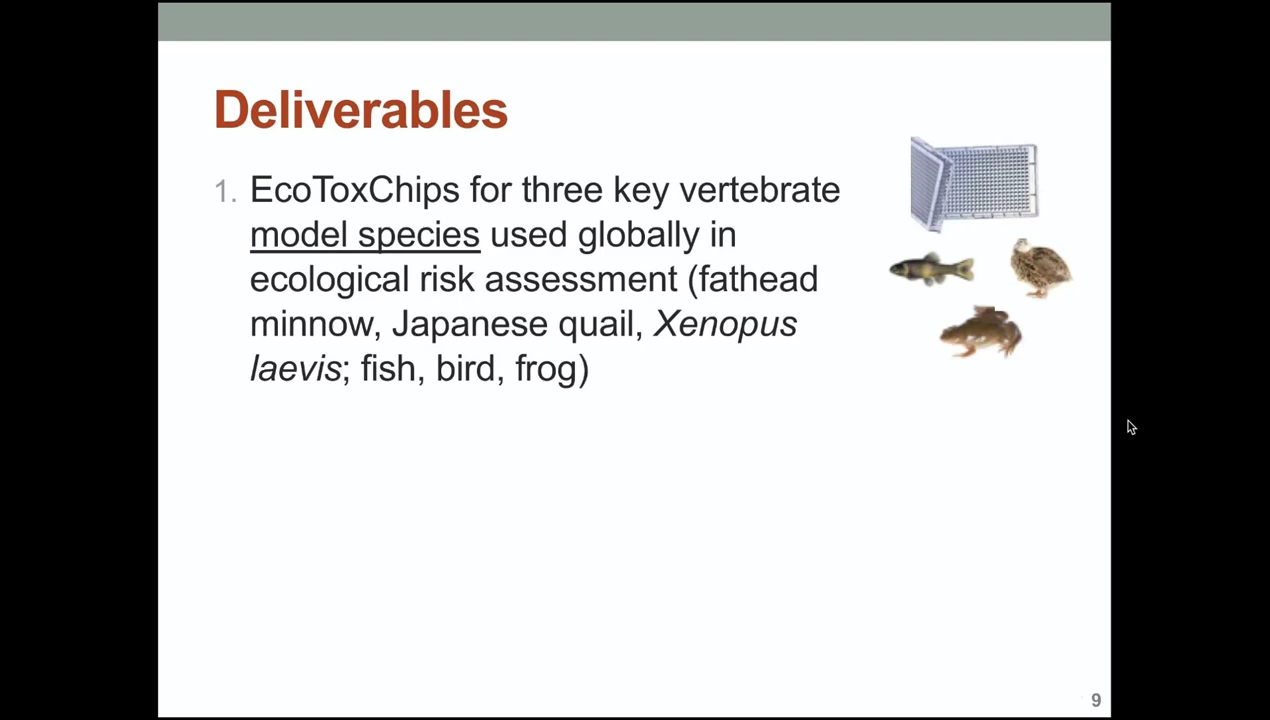 Deliverables
1. EcoToxChips for three key vertebrate
model species used globally in
ecological risk assessment (fathead
minnow, Japanese quail, Xenopus
laevis; fish, bird, frog)
9